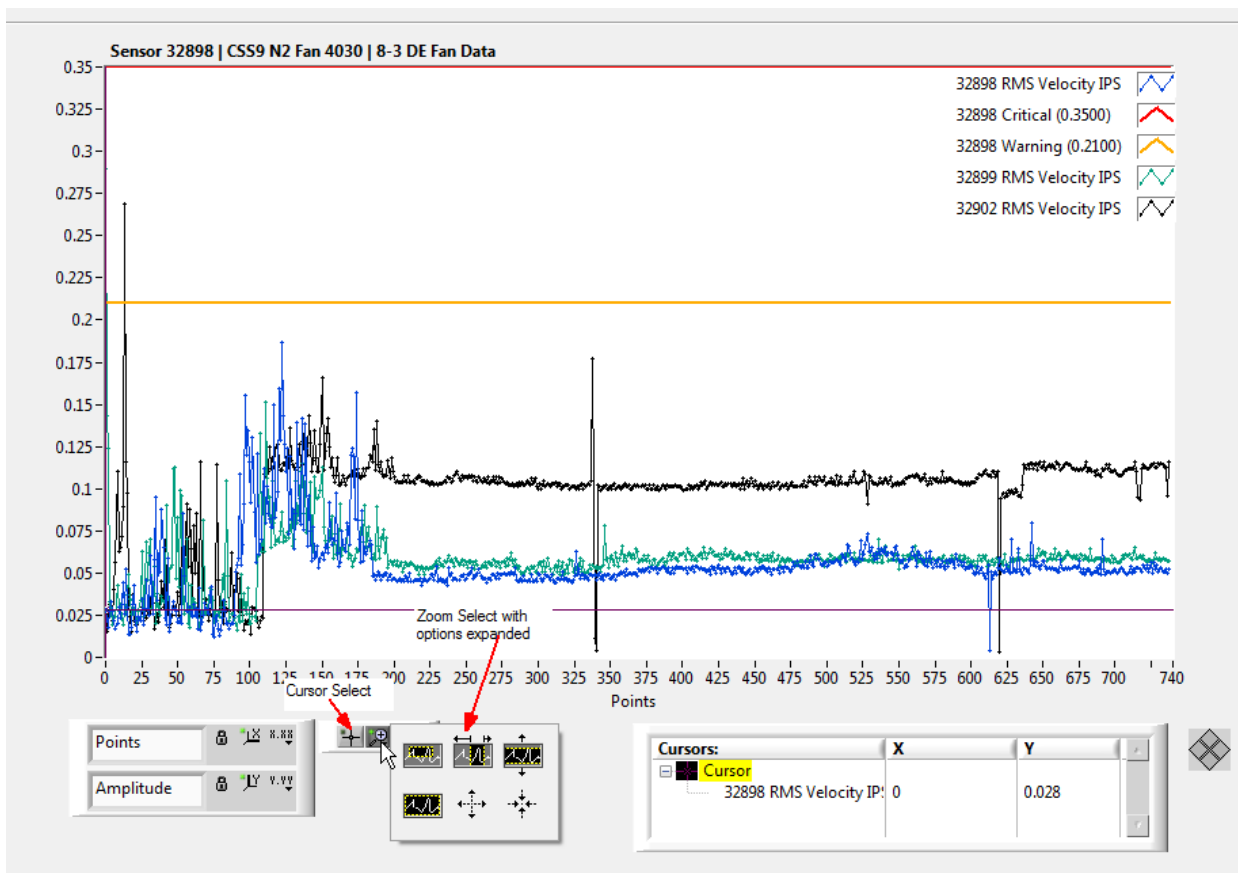 Sensor 32898 | CSS9 N2 Fan 4030 | 8-3 DE Fan Data
0.35
0.325
0.3
0.275
0.25
0.225
0.2
0.175
0.15
0.125
0.1
0.075
0.05
0.025
0
32898 RMS Velocity IPS
32898 Critical (0.3500)
32898 Warning (0.2100)
32899 RMS Velocity IPS
32902 RMS Velocity IPS
Zoom Select with
options expanded
0 25 50 75 100 125 150 175 200 225 250 275 300 325 350 375 400 425 450 475 500 525 550 575 600 625 650 675 700 740
Points
Cursor Select
Points X X.XX
Amplitude Y Y.YY
Cursors: X Y
Cursor
32898 RMS Velocity IP 0 0.028